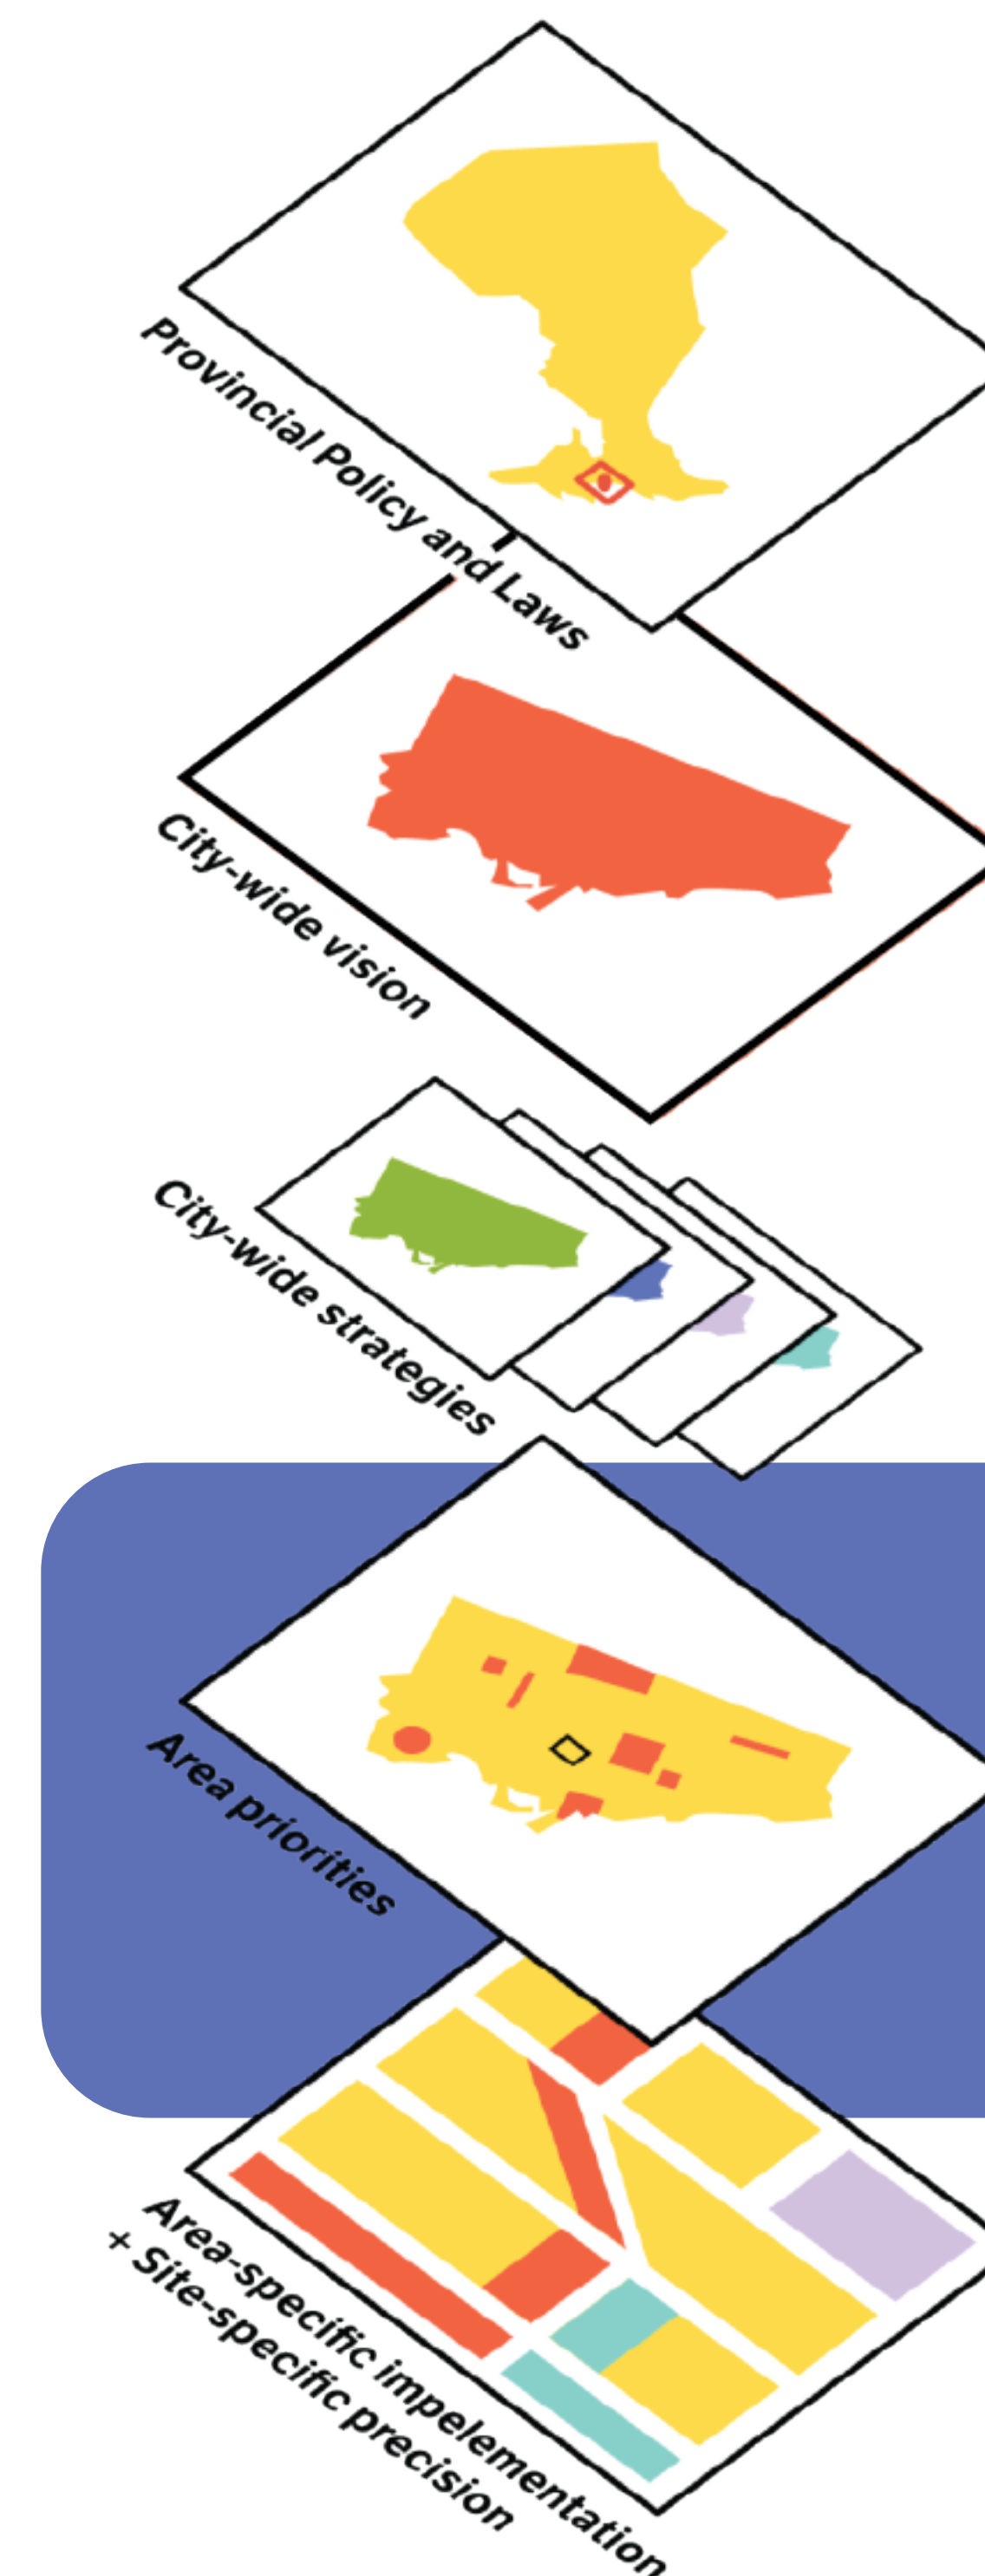 Provincial Policy and Laws
City-wide vision
City-wide strategies
Area priorities
Area-specific impelementation
+ Site-specific precision